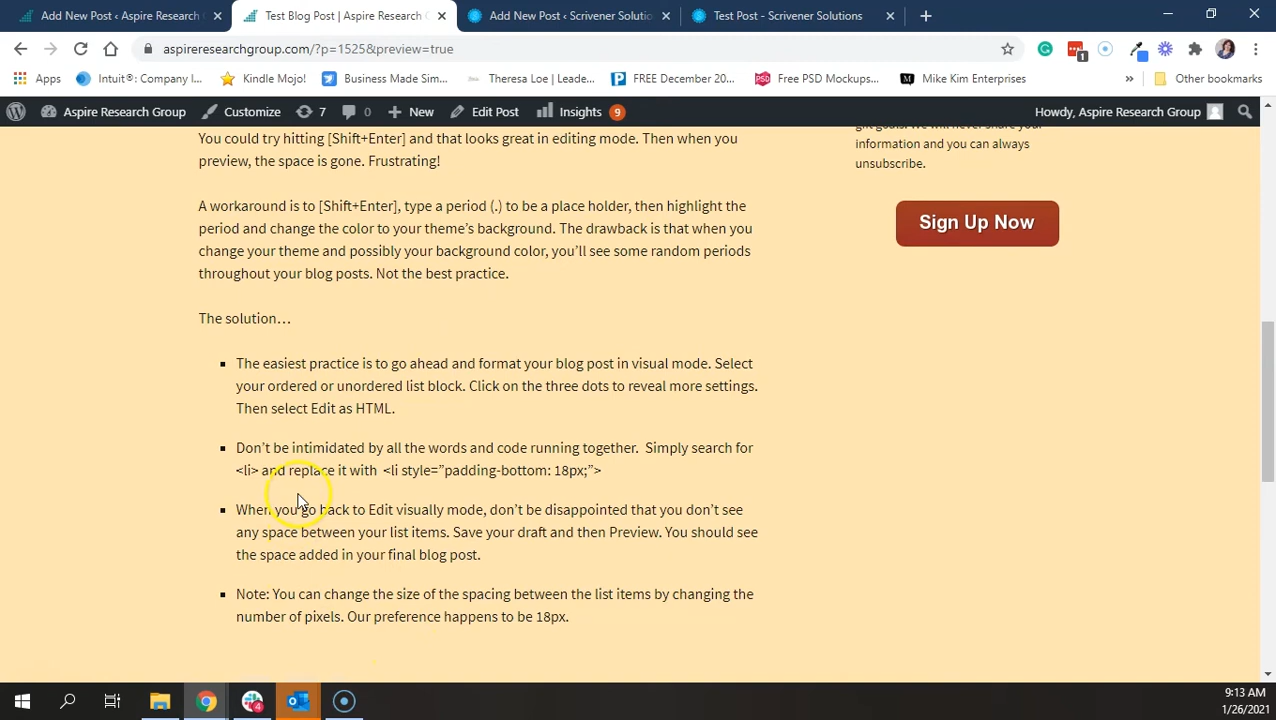 Add New Post ‹ Aspire Research G
Test Blog Post | Aspire Research G
Add New Post ‹ Scrivener Solutio
Test Post - Scrivener Solutions
aspireresearchgroup.com/?p=1525&preview=true
1
Apps
Intuit®: Company I...
Kindle Mojo!
Business Made Sim...
Theresa Loe | Leade...
FREE December 20...
PSD
Free PSD Mockups...
M
Mike Kim Enterprises
»
Other bookmarks
Aspire Research Group
Customize
7
0
New
Edit Post
Insights
9
Howdy, Aspire Research Group
You could try hitting [Shift+Enter] and that looks great in editing mode. Then when you
preview, the space is gone. Frustrating!
A workaround is to [Shift+Enter], type a period (.) to be a place holder, then highlight the
period and change the color to your theme’s background. The drawback is that when you
change your theme and possibly your background color, you’ll see some random periods
throughout your blog posts. Not the best practice.
The solution…
The easiest practice is to go ahead and format your blog post in visual mode. Select
your ordered or unordered list block. Click on the three dots to reveal more settings.
Then select Edit as HTML.
Don’t be intimidated by all the words and code running together. Simply search for
<li> and replace it with <li style=”padding-bottom: 18px;”>
When you go back to Edit visually mode, don’t be disappointed that you don’t see
any space between your list items. Save your draft and then Preview. You should see
the space added in your final blog post.
Note: You can change the size of the spacing between the list items by changing the
number of pixels. Our preference happens to be 18px.
git goals. We will never share your
information and you can always
unsubscribe.
Sign Up Now
4
9:13 AM
1/26/2021